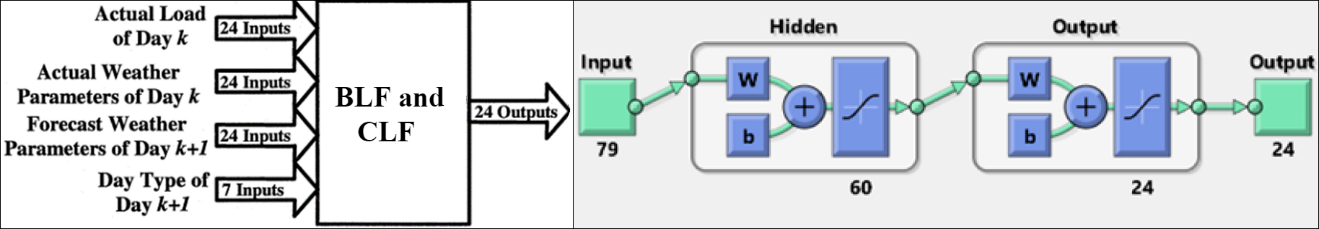 Actual Load
of Day k
24 Inputs
Actual Weather
Parameters of Day k
24 Inputs
Forecast Weather
Parameters of Day k+1
24 Inputs
Day Type of
Day k+1
7 Inputs
BLF and
CLF
24 Outputs
Input
79
Hidden
W
b
+
60
Output
W
b
+
24
Output
24